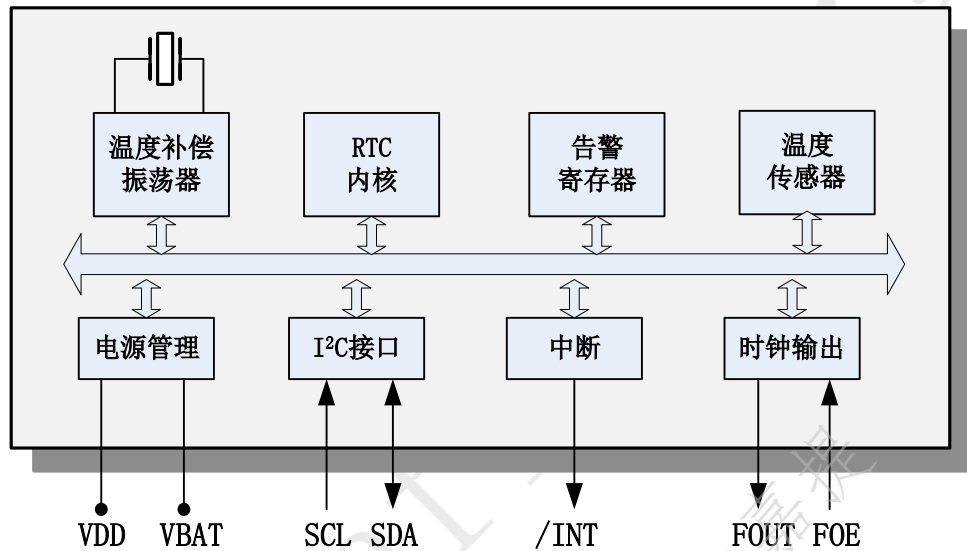 温度补偿
振荡器
RTC
内核
告警
寄存器
温度
传感器
电源管理
I²C接口
中断
时钟输出
VDD VBAT SCL SDA /INT FOUT FOE